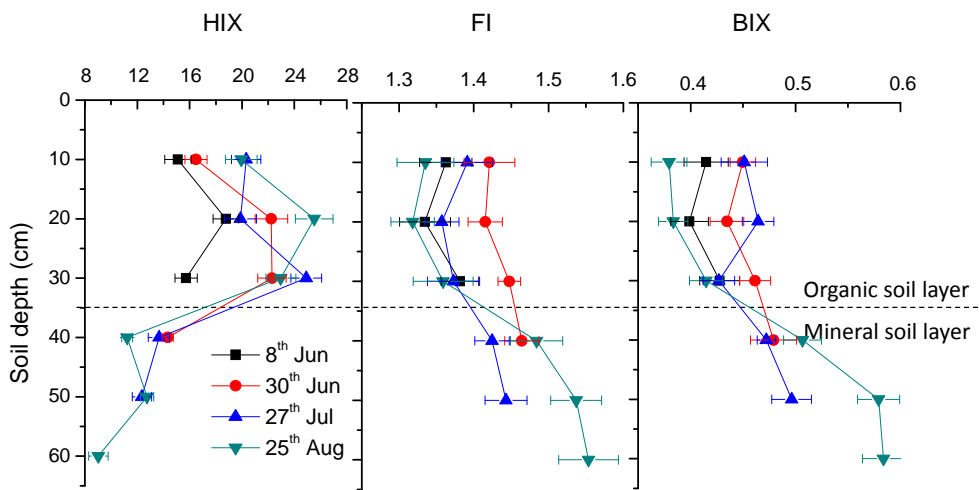 HIX FI BIX
8 12 16 20 24 28 1.3 1.4 1.5 1.6 0.4 0.5 0.6
0
10
20
30
40
50
60
Soil depth (cm)
Organic soil layer
Mineral soil layer
8th Jun
30th Jun
27th Jul
25th Aug